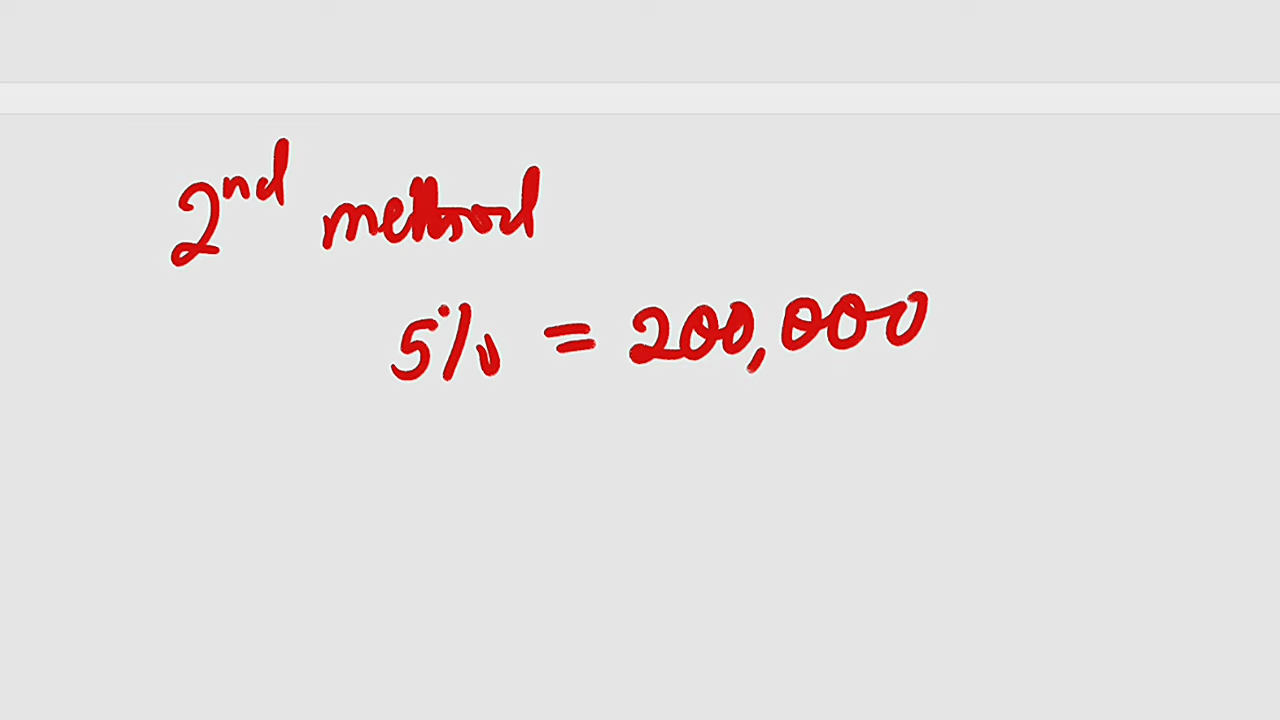 2nd method
5% = 200,000